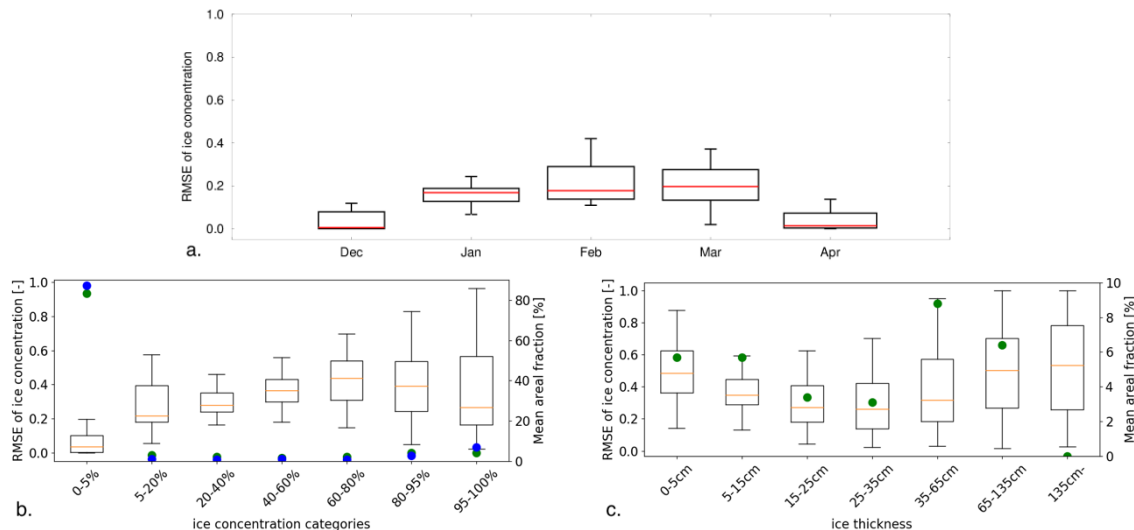 1.0
0.8
0.6
0.4
0.2
0.0
RMSE of ice concentration
Dec Jan Feb Mar Apr
a.
1.0
0.8
0.6
0.4
0.2
0.0
RMSE of ice concentration [-]
80
60
40
20
0
Mean areal fraction [%]
0-5% 5-20% 20-40% 40-60% 60-80% 80-95% 95-100%
ice concentration categories
b.
1.0
0.8
0.6
0.4
0.2
0.0
RMSE of ice concentration [-]
10
8
6
4
2
0
Mean areal fraction [%]
0-5cm 5-15cm 15-25cm 25-35cm 35-65cm 65-135cm 135cm-
ice thickness
c.